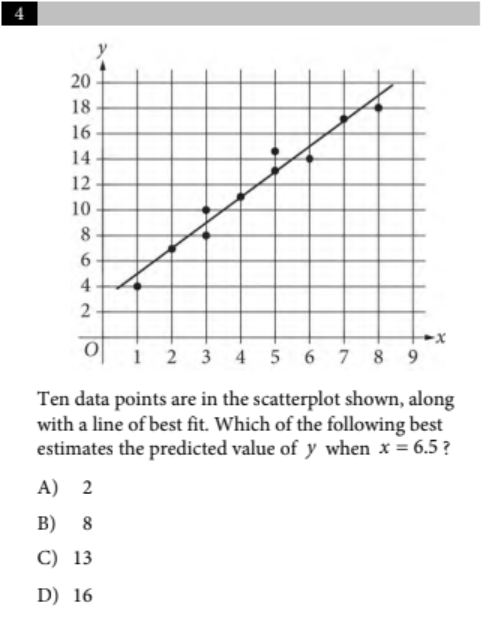 4
y
20
18
16
14
12
10
8
6
4
2
O
1 2 3 4 5 6 7 8 9
x
Ten data points are in the scatterplot shown, along
with a line of best fit. Which of the following best
estimates the predicted value of y when x = 6.5 ?
A) 2
B) 8
C) 13
D) 16